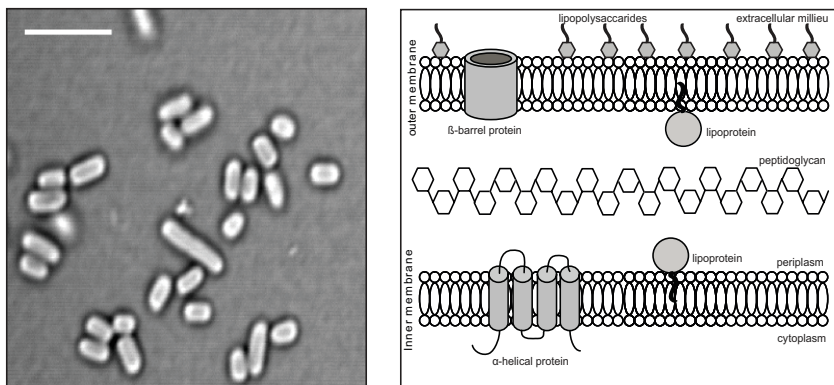 lipopolysaccarides
extracellular millieu
outer membrane
ß-barrel protein
lipoprotein
peptidoglycan
lipoprotein
periplasm
Inner membrane
α-helical protein
cytoplasm